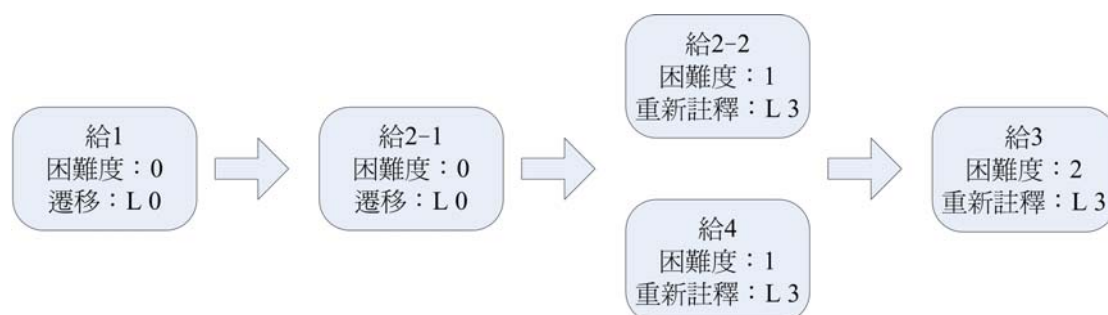 給1
困難度：0
遷移：L 0
給2-1
困難度：0
遷移：L 0
給2-2
困難度：1
重新註釋：L 3
給4
困難度：1
重新註釋：L 3
給3
困難度：2
重新註釋：L 3